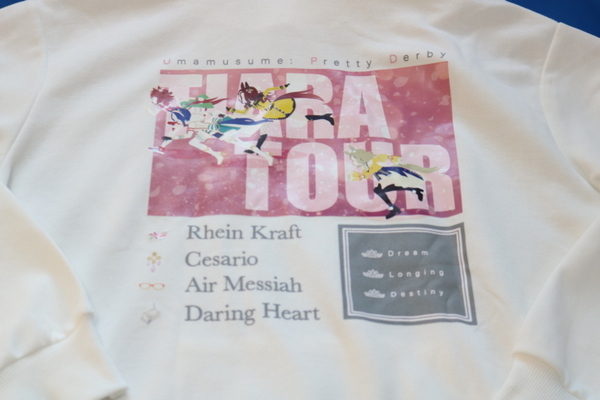 Umamusume: Pretty Derby
TIARA
TOUR
Rhein Kraft
Cesario
Air Messiah
Daring Heart
Dream
Longing
Destiny